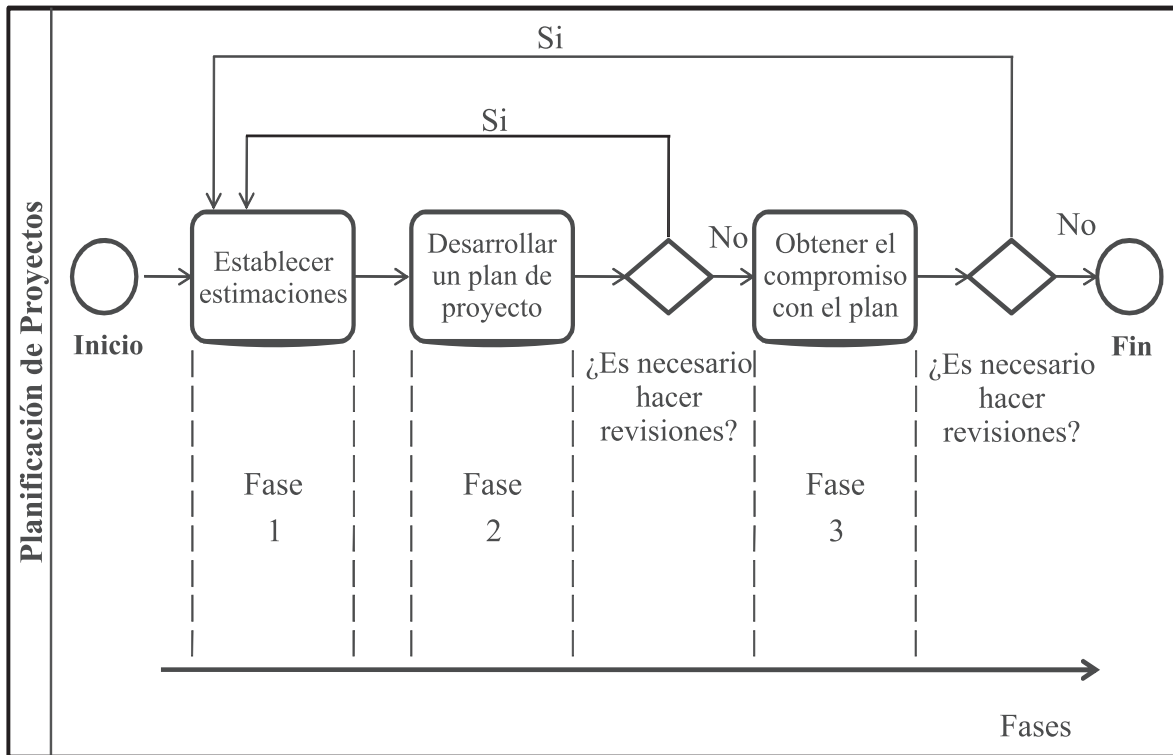 Planificación de Proyectos
Si
Si
Inicio
Establecer
estimaciones
Desarrollar
un plan de
proyecto
No
Obtener el
compromiso
con el plan
No
Fin
¿Es necesario
hacer
revisiones?
¿Es necesario
hacer
revisiones?
Fase
1
Fase
2
Fase
3
Fases